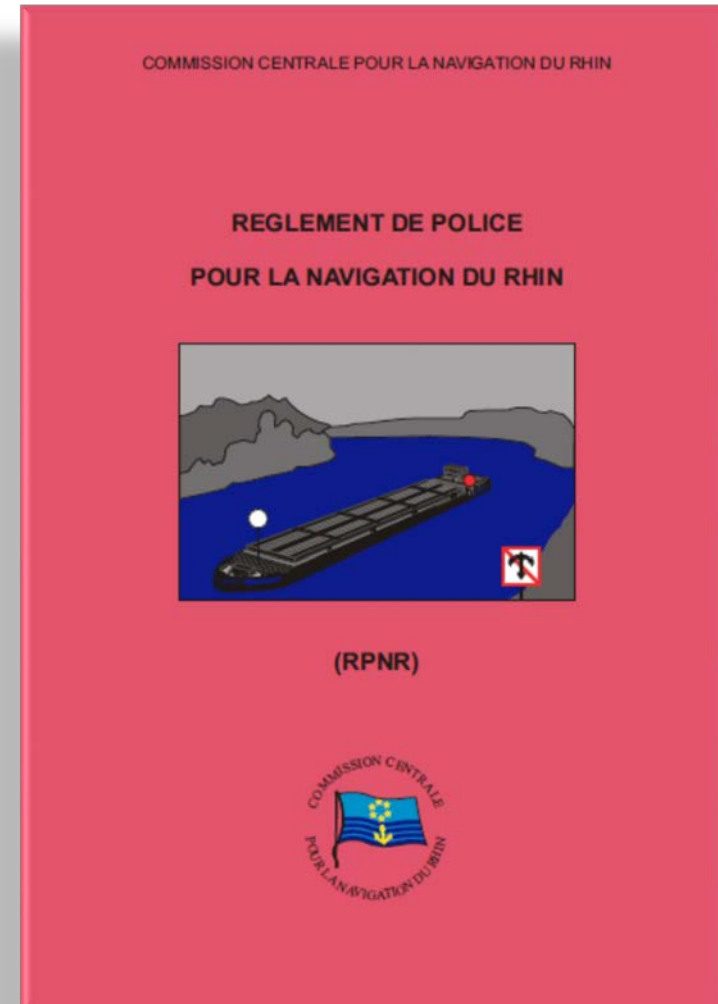 COMMISSION CENTRALE POUR LA NAVIGATION DU RHIN
REGLEMENT DE POLICE
POUR LA NAVIGATION DU RHIN
(RPNR)
COMMISSION CENTRALE
POUR LA NAVIGATION DU RHIN